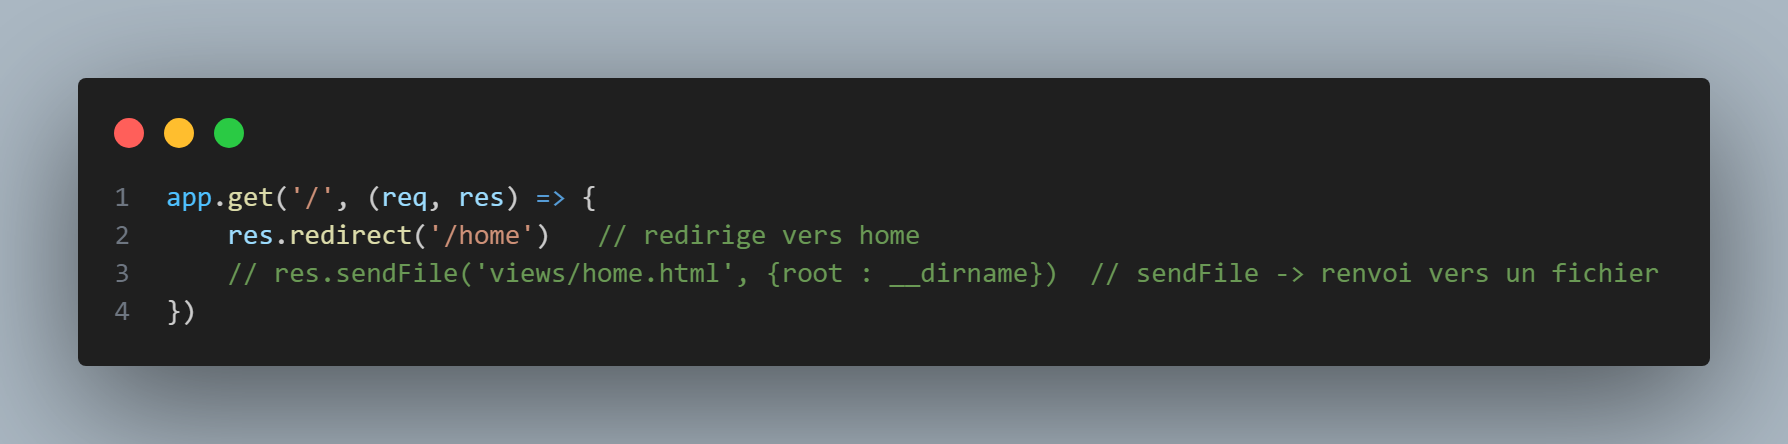 1 app.get('/', (req, res) => {
2     res.redirect('/home')   // redirige vers home
3     // res.sendFile('views/home.html', {root : __dirname})  // sendFile -> renvoi vers un fichier
4 })